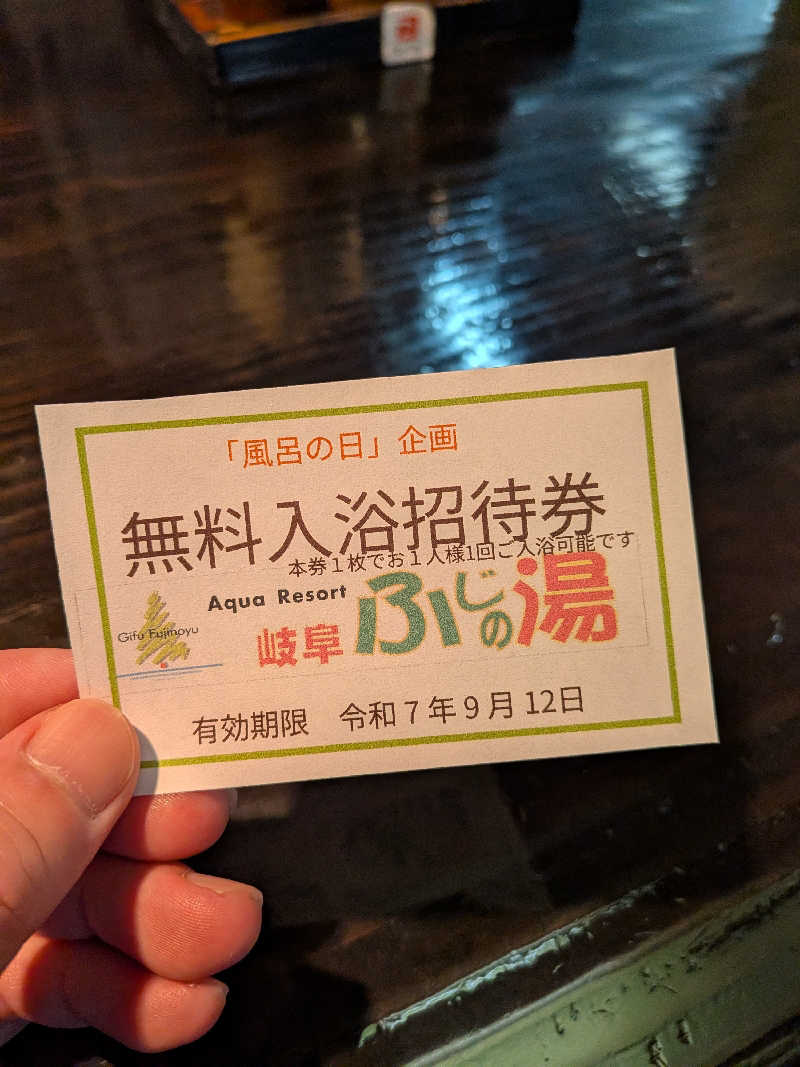 「風呂の日」企画
無料入浴招待券
本券１枚でお１人様1回ご入浴可能です
Aqua Resort
Gifu Fujinoyu
岐阜 ふじの湯
有効期限　令和７年９月 12日